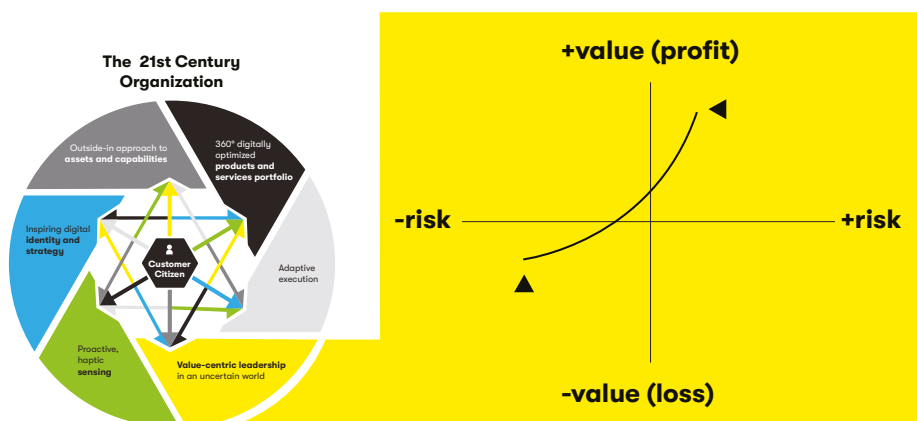 The 21st Century
Organization
Outside-in approach to
assets and capabilities
360° digitally
optimized
products and
services portfolio
Inspiring digital
identity and
strategy
Customer
Citizen
Adaptive
execution
Proactive,
haptic
sensing
Value-centric leadership
in an uncertain world
+value (profit)
-risk
+risk
-value (loss)